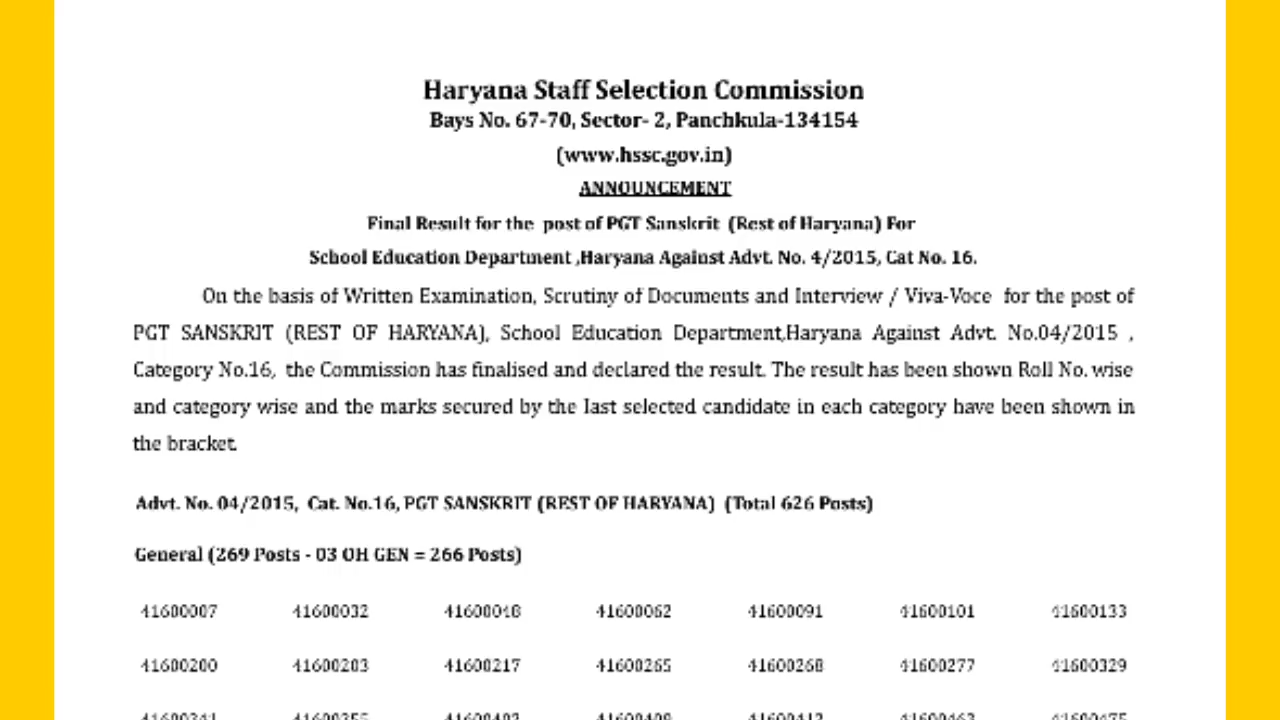 Haryana Staff Selection Commission
Bays No. 67-70, Sector- 2, Panchkula-134154
(www.hssc.gov.in)
ANNOUNCEMENT
Final Result for the post of PGT Sanskrit (Rest of Haryana) For
School Education Department ,Haryana Against Advt. No. 4/2015, Cat No. 16.
On the basis of Written Examination, Scrutiny of Documents and Interview / Viva-Voce for the post of
PGT SANSKRIT (REST OF HARYANA), School Education Department,Haryana Against Advt. No.04/2015 ,
Category No.16, the Commission has finalised and declared the result. The result has been shown Roll No. wise
and category wise and the marks secured by the last selected candidate in each category have been shown in
the bracket.
Advt. No. 04/2015, Cat. No.16, PGT SANSKRIT (REST OF HARYANA) (Total 626 Posts)
General (269 Posts - 03 OH GEN = 266 Posts)
41600007 41600032 41600048 41600062 41600091 41600101 41600133
41600200 41600203 41600217 41600265 41600268 41600277 41600329